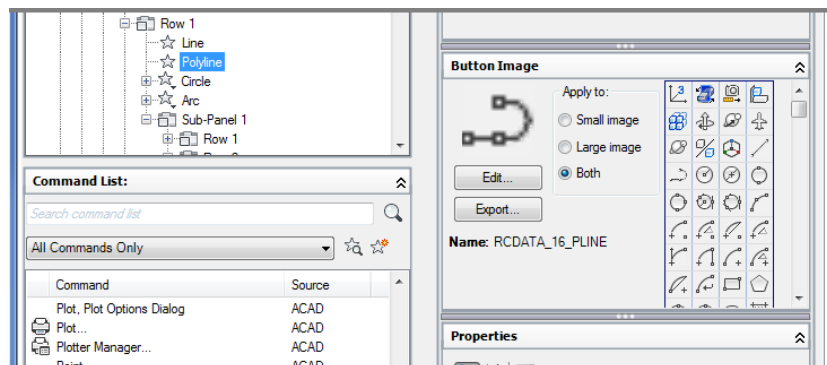 Row 1
Line
Polyline
Circle
Arc
Sub-Panel 1
Row 1
Command List:
Search command list
All Commands Only
Command Source
Plot, Plot Options Dialog ACAD
Plot... ACAD
Plotter Manager... ACAD
Button Image
Apply to:
Small image
Large image
Both
Edit...
Export...
Name: RCDATA_16_PLINE
Properties